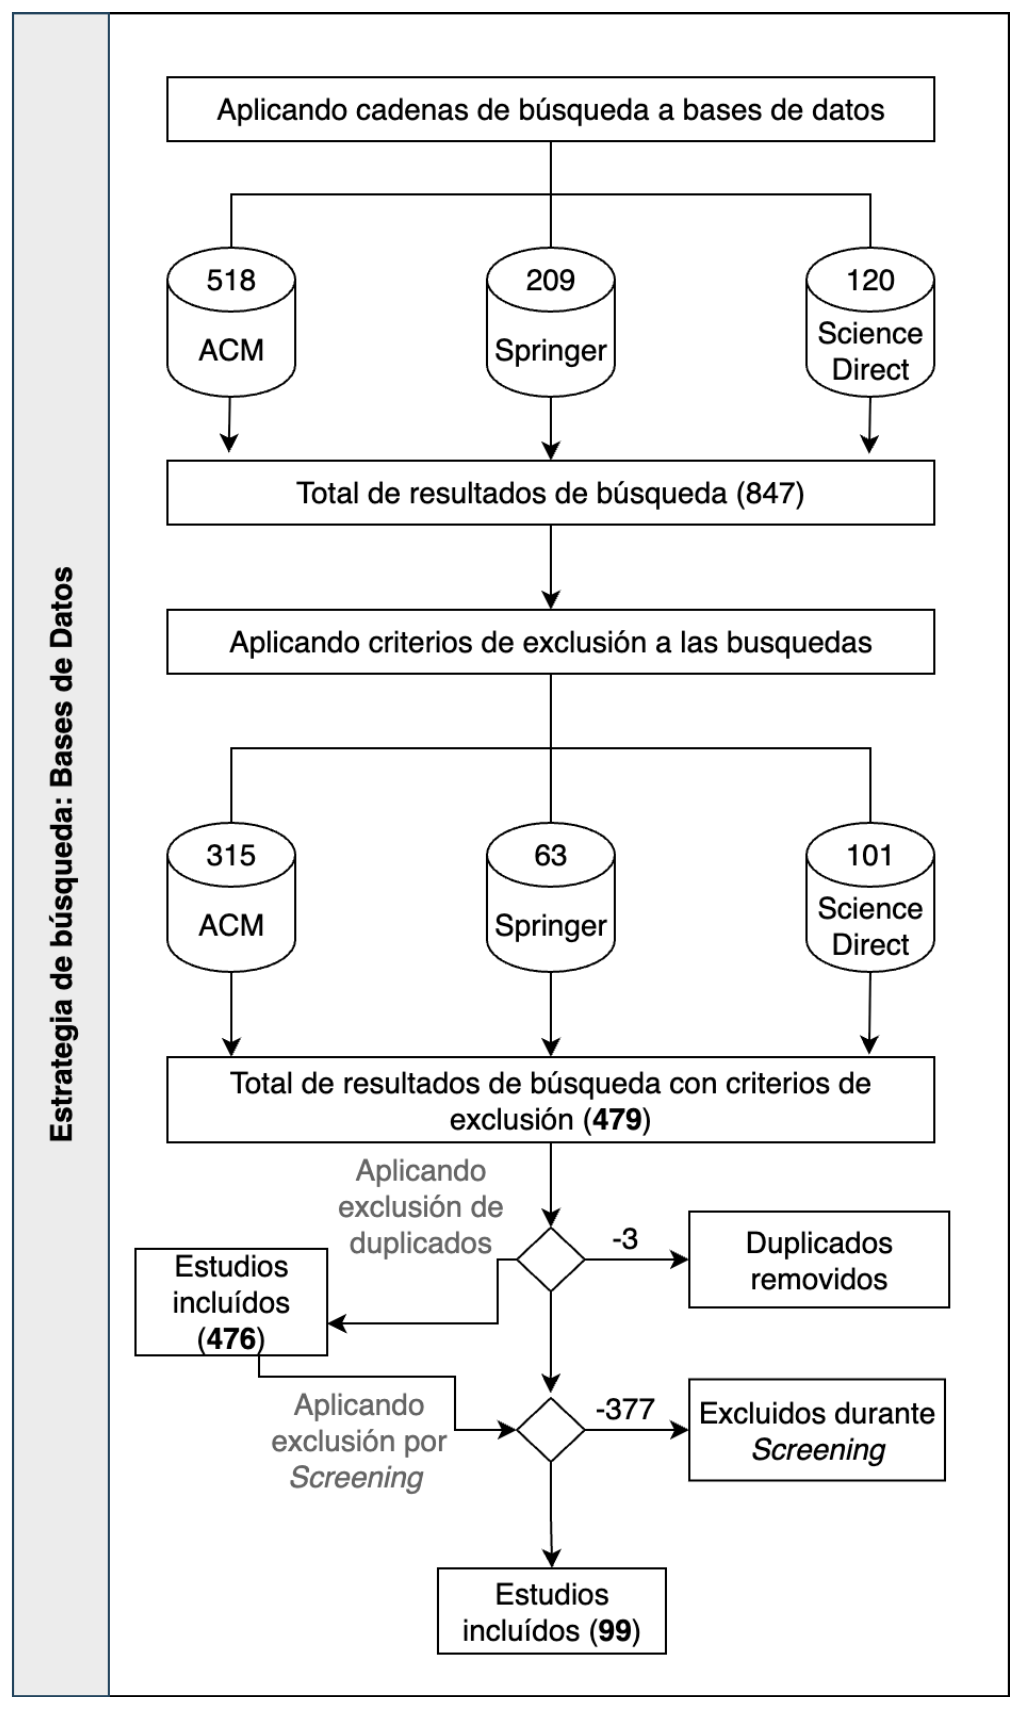 Estrategia de búsqueda: Bases de Datos
Aplicando cadenas de búsqueda a bases de datos
518
ACM
209
Springer
120
Science
Direct
Total de resultados de búsqueda (847)
Aplicando criterios de exclusión a las busquedas
315
ACM
63
Springer
101
Science
Direct
Total de resultados de búsqueda con criterios de
exclusión (479)
Aplicando
exclusión de
duplicados
-3
Duplicados
removidos
Estudios
incluídos
(476)
Aplicando
exclusión por
Screening
-377
Excluidos durante
Screening
Estudios
incluídos (99)